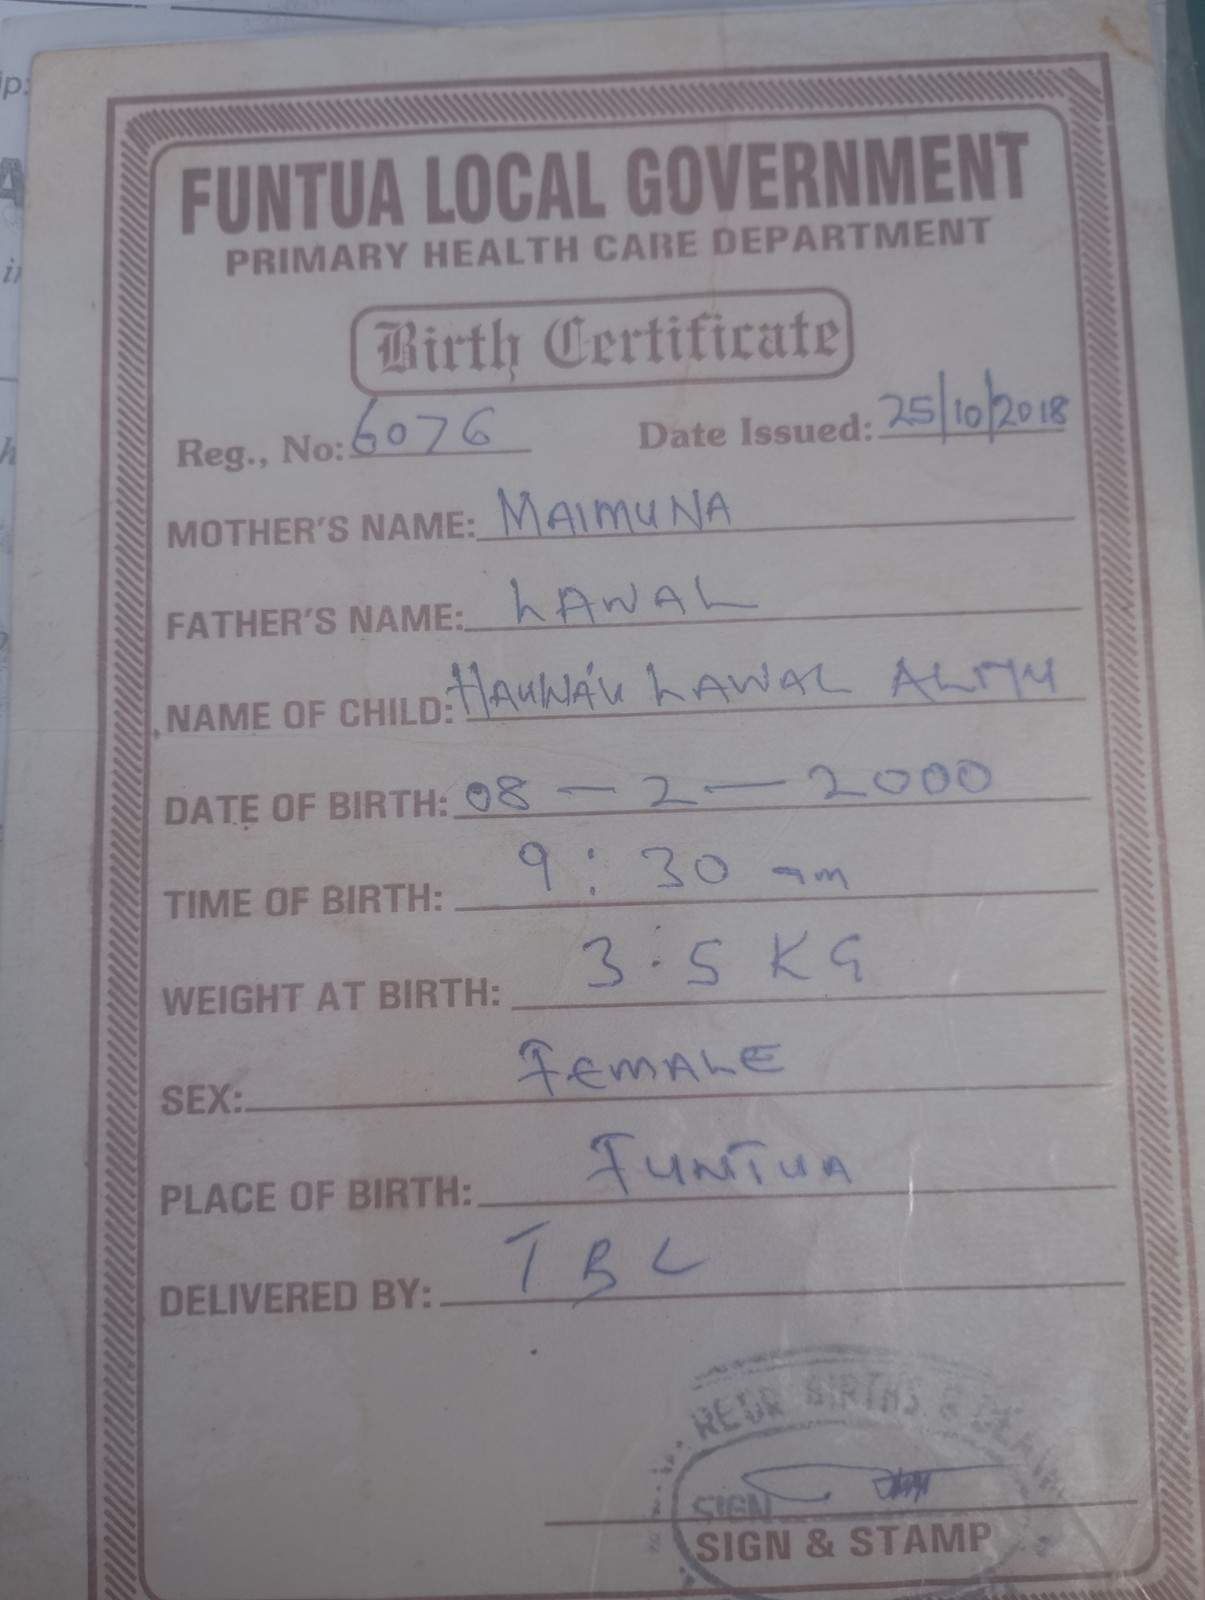 FUNTUA LOCAL GOVERNMENT
PRIMARY HEALTH CARE DEPARTMENT
Birth Certificate
Reg., No: 6076 Date Issued: 25/10/2018
MOTHER'S NAME: MAIMUNA
FATHER'S NAME: LAWAL
NAME OF CHILD: HAUWA'U LAWAL ALIYU
DATE OF BIRTH: 08 - 2 - 2000
TIME OF BIRTH: 9:30 am
WEIGHT AT BIRTH: 3.5 KG
SEX: FEMALE
PLACE OF BIRTH: FUNTUA
DELIVERED BY: TBL
BIRTHS &
SIGN
SIGN & STAMP